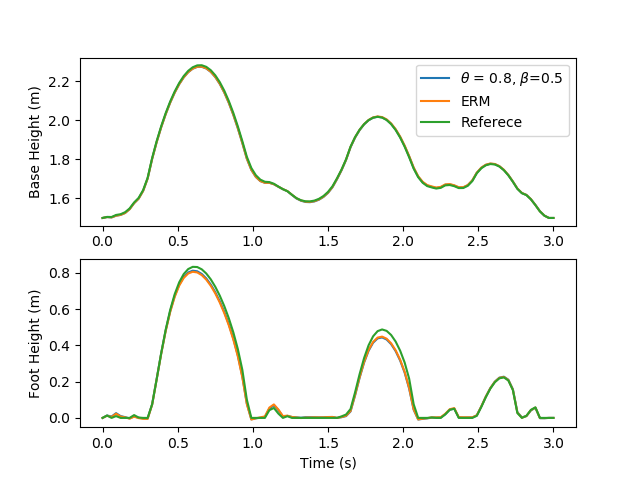 2.2
2.0
1.8
1.6
Base Height (m)
θ = 0.8, β=0.5
ERM
Referece
0.0 0.5 1.0 1.5 2.0 2.5 3.0
0.8
0.6
0.4
0.2
0.0
Foot Height (m)
0.0 0.5 1.0 1.5 2.0 2.5 3.0
Time (s)